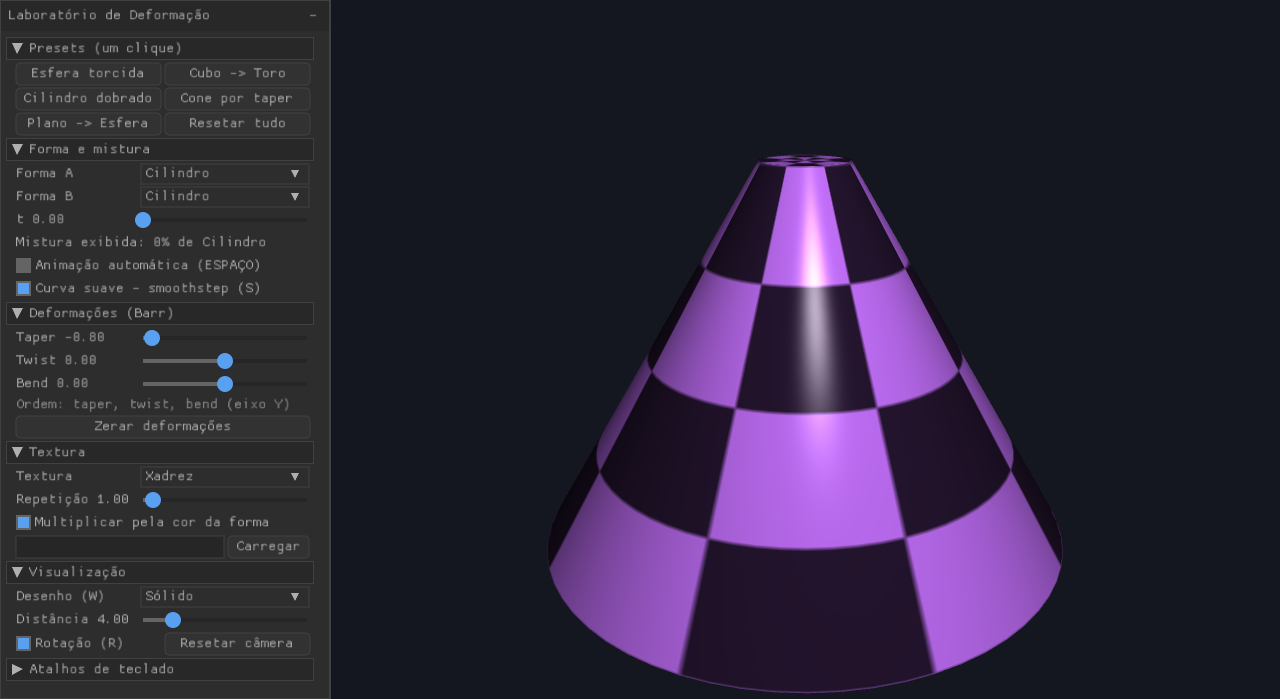 Laboratório de Deformação −
Presets (um clique)
Esfera torcida Cubo -> Toro
Cilindro dobrado Cone por taper
Plano -> Esfera Resetar tudo
Forma e mistura
Forma A Cilindro
Forma B Cilindro
t 0.00
Mistura exibida: 0% de Cilindro
Animação automática (ESPAÇO)
Curva suave - smoothstep (S)
Deformações (Barr)
Taper -0.80
Twist 0.00
Bend 0.00
Ordem: taper, twist, bend (eixo Y)
Zerar deformações
Textura
Textura Xadrez
Repetição 1.00
Multiplicar pela cor da forma
Carregar
Visualização
Desenho (W) Sólido
Distância 4.00
Rotação (R) Resetar câmera
Atalhos de teclado